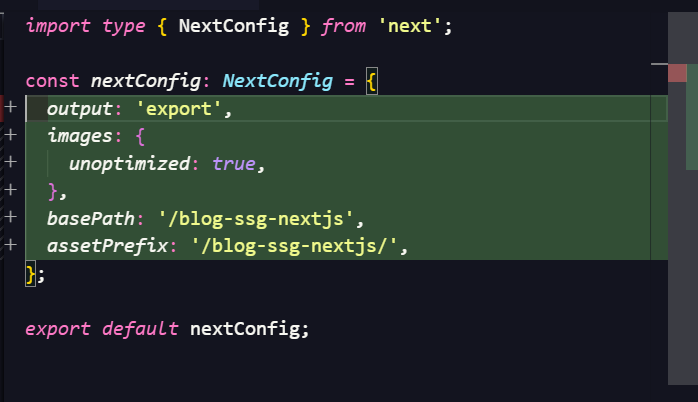 import type { NextConfig } from 'next';
const nextConfig: NextConfig = {
+ output: 'export',
+ images: {
+ unoptimized: true,
+ },
+ basePath: '/blog-ssg-nextjs',
+ assetPrefix: '/blog-ssg-nextjs/',
};
export default nextConfig;